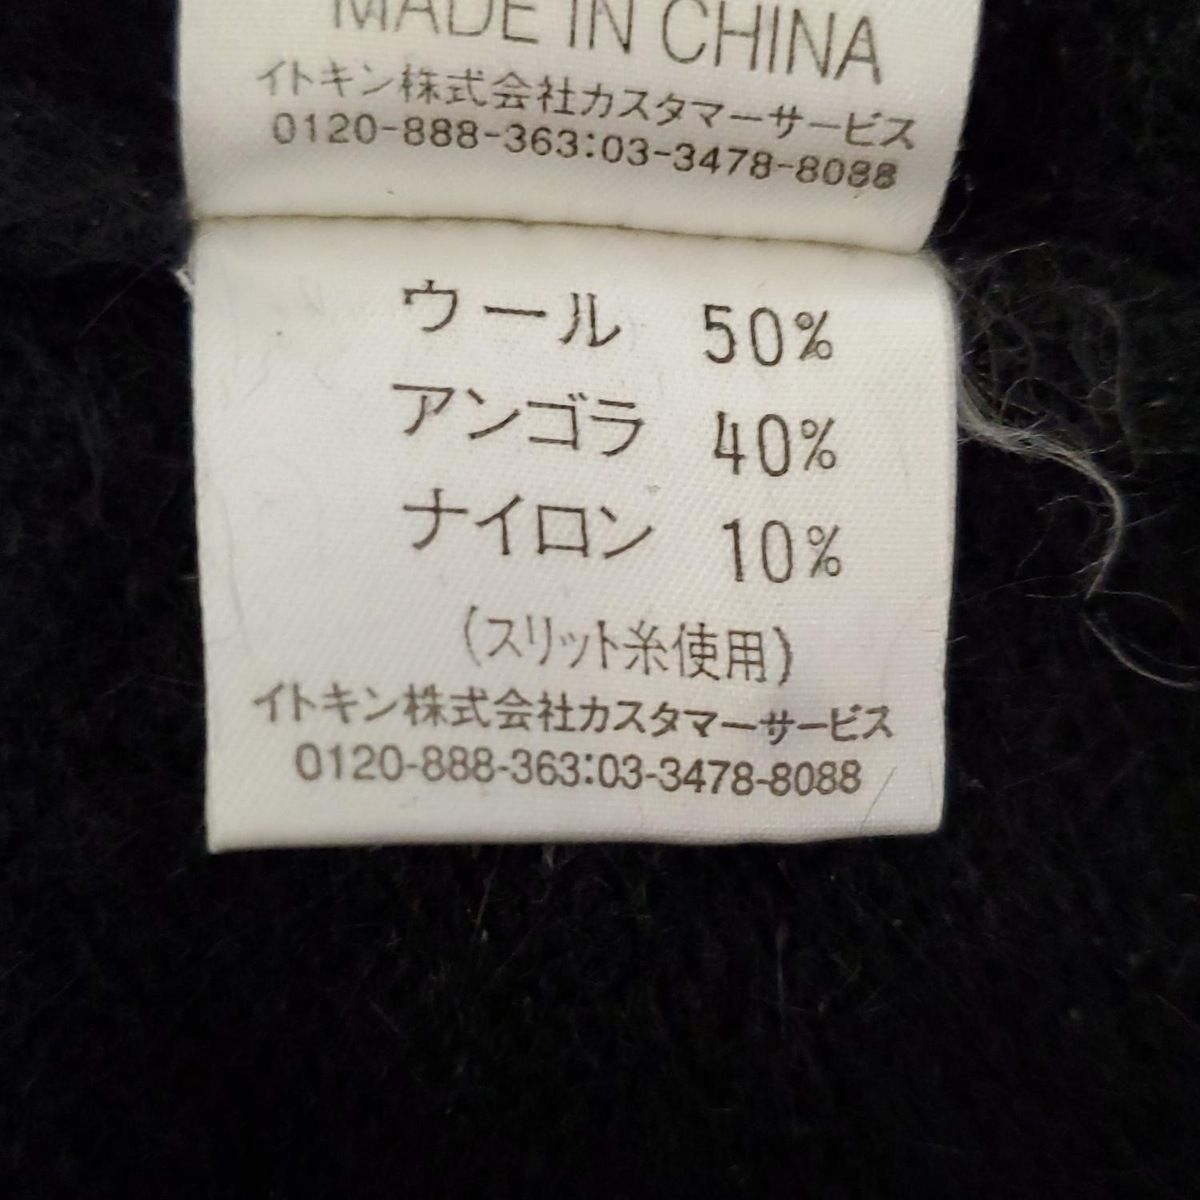 MADE IN CHINA
イトキン株式会社カスタマーサービス
0120-888-363:03-3478-8088
ウール 50%
アンゴラ 40%
ナイロン 10%
(スリット糸使用)
イトキン株式会社カスタマーサービス
0120-888-363:03-3478-8088